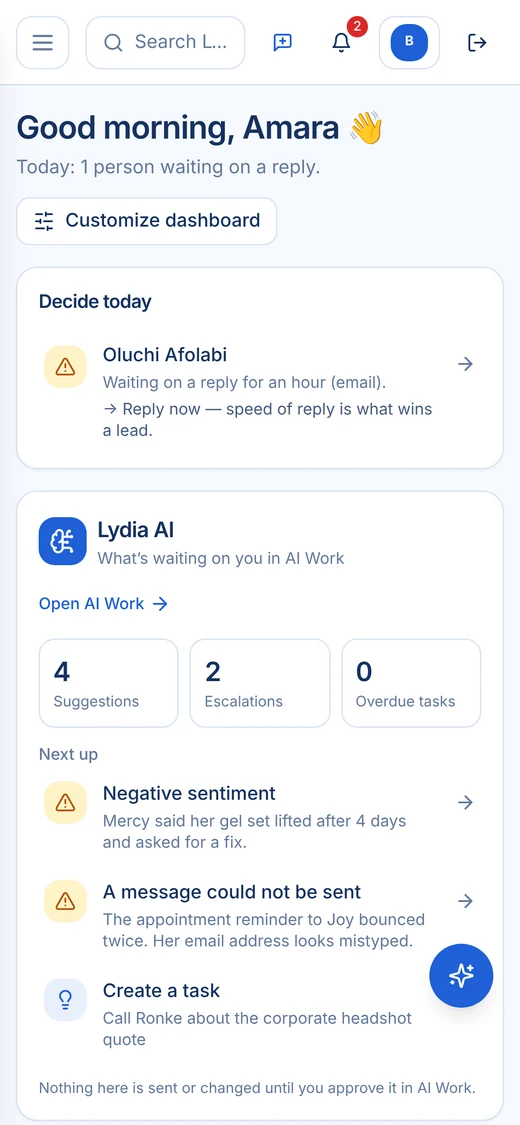 Search L...
2
B
Good morning, Amara 👋
Today: 1 person waiting on a reply.
Customize dashboard
Decide today
Oluchi Afolabi
Waiting on a reply for an hour (email).
→ Reply now — speed of reply is what wins
a lead.
Lydia AI
What's waiting on you in AI Work
Open AI Work →
4
Suggestions
2
Escalations
0
Overdue tasks
Next up
Negative sentiment
Mercy said her gel set lifted after 4 days
and asked for a fix.
A message could not be sent
The appointment reminder to Joy bounced
twice. Her email address looks mistyped.
Create a task
Call Ronke about the corporate headshot
quote
Nothing here is sent or changed until you approve it in AI Work.